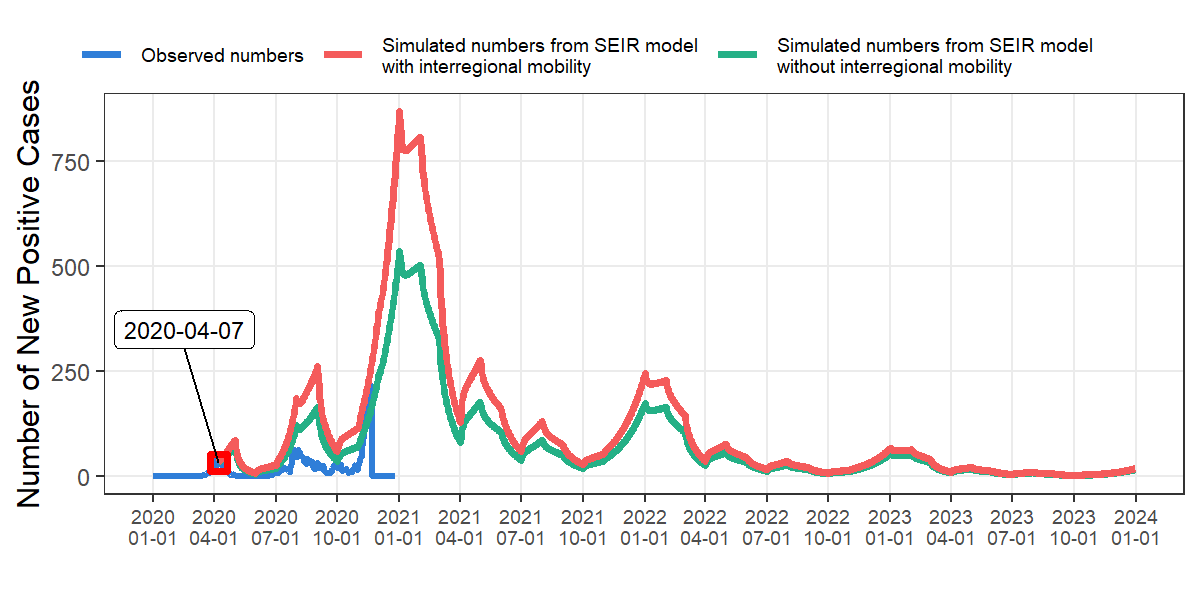 Observed numbers
Simulated numbers from SEIR model
with interregional mobility
Simulated numbers from SEIR model
without interregional mobility
Number of New Positive Cases
750
500
250
0
2020-04-07
2020 2020 2020 2020 2021 2021 2021 2021 2022 2022 2022 2022 2023 2023 2023 2023 2024
01-01 04-01 07-01 10-01 01-01 04-01 07-01 10-01 01-01 04-01 07-01 10-01 01-01 04-01 07-01 10-01 01-01